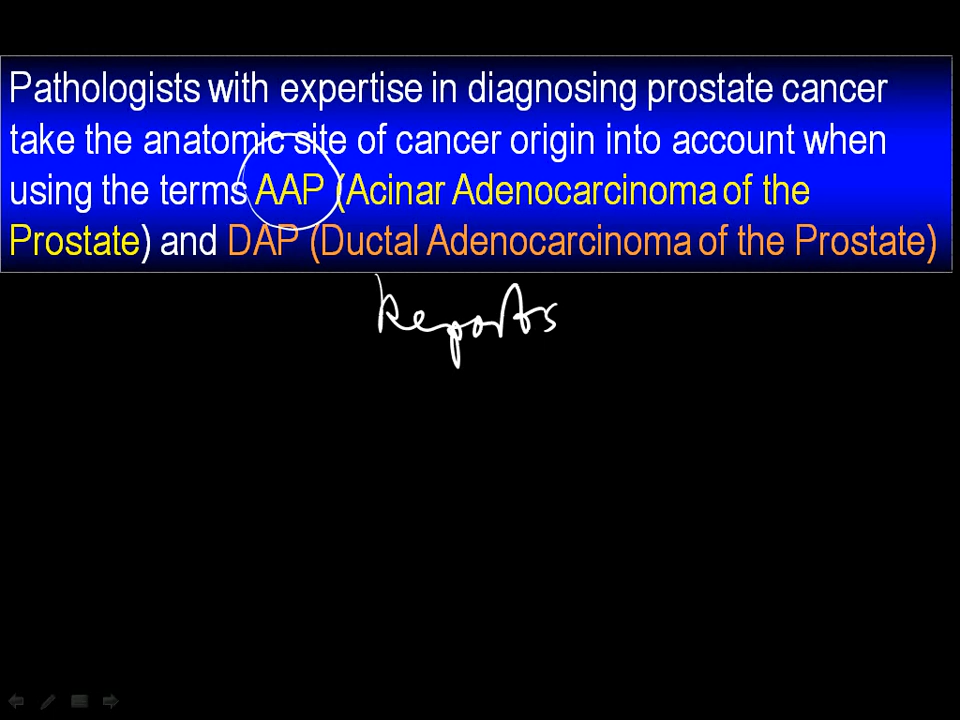 Pathologists with expertise in diagnosing prostate cancer
take the anatomic site of cancer origin into account when
using the terms AAP (Acinar Adenocarcinoma of the
Prostate) and DAP (Ductal Adenocarcinoma of the Prostate)
Reports